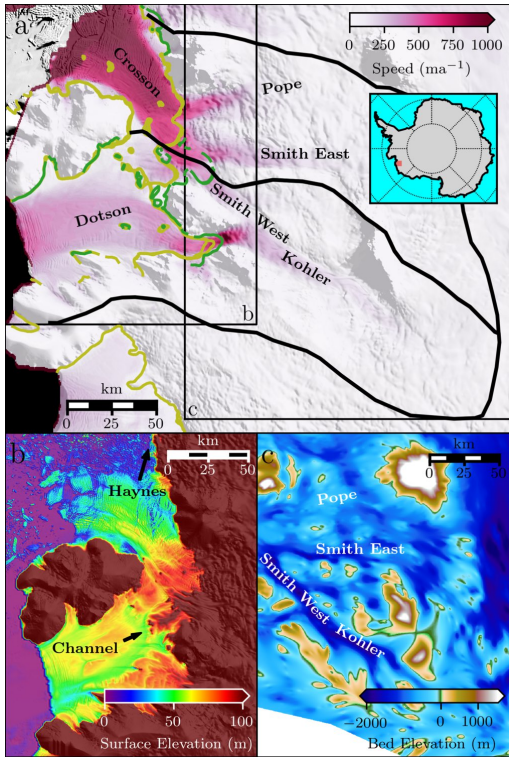 a
0 250 500 750 1000
Speed (ma⁻¹)
Crosson
Pope
Smith East
Smith West
Kohler
Dotson
b
km
0 25 50
c
b
km
0 25 50
Haynes
Channel
0 50 100
Surface Elevation (m)
c
km
0 25 50
Pope
Smith East
Smith West
Kohler
−2000 0 1000
Bed Elevation (m)